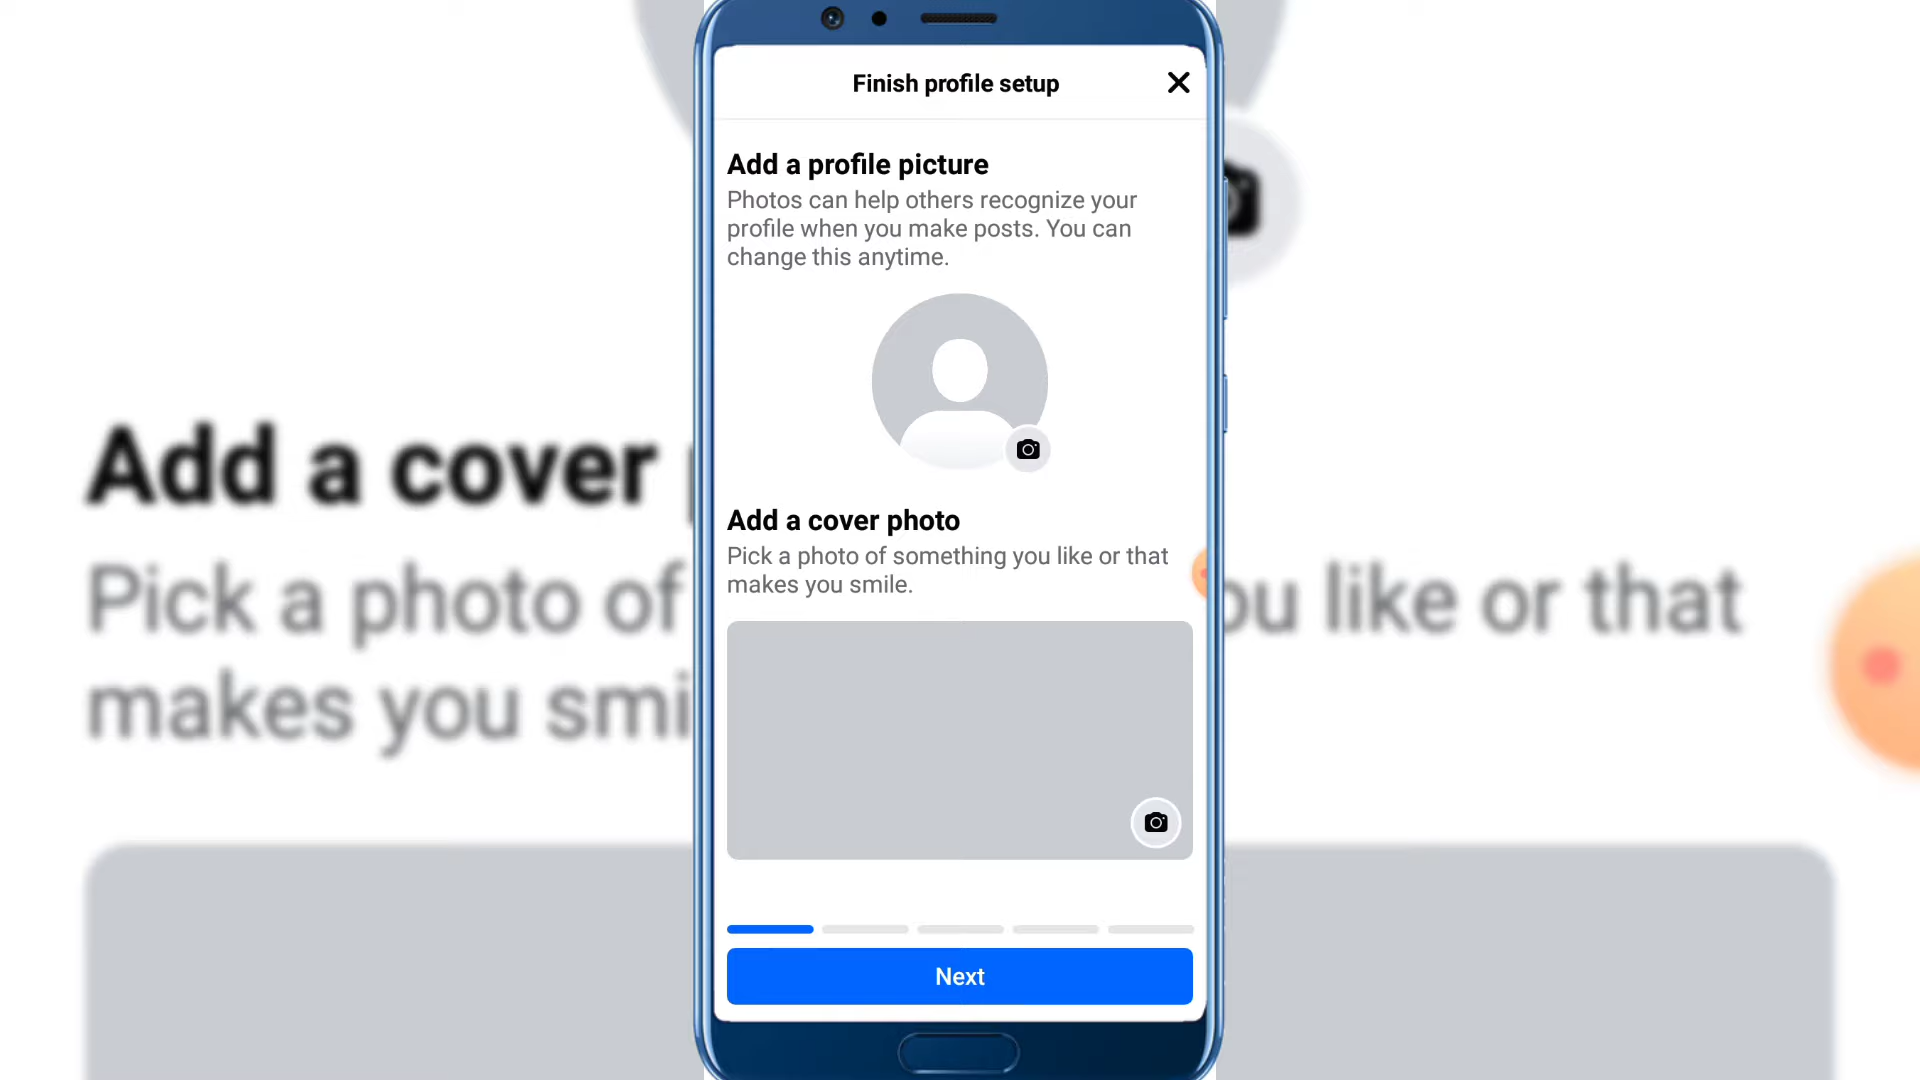 Finish profile setup
Add a profile picture
Photos can help others recognize your
profile when you make posts. You can
change this anytime.
Add a cover photo
Pick a photo of something you like or that
makes you smile.
Next
Add a cover
Pick a photo of ou like or that
makes you smi